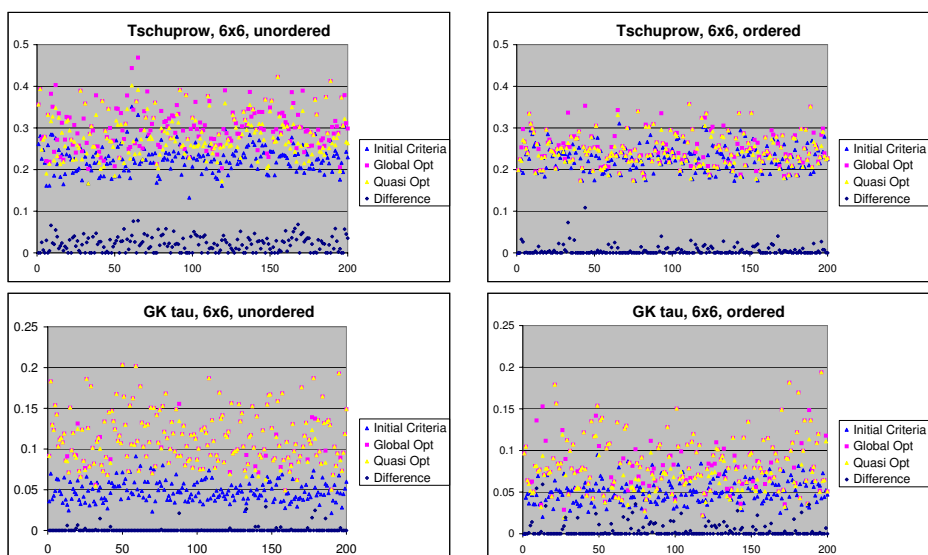 Tschuprow, 6x6, unordered
0.5
0.4
0.3
0.2
0.1
0
0 50 100 150 200
Initial Criteria
Global Opt
Quasi Opt
Difference
Tschuprow, 6x6, ordered
0.5
0.4
0.3
0.2
0.1
0
0 50 100 150 200
Initial Criteria
Global Opt
Quasi Opt
Difference
GK tau, 6x6, unordered
0.25
0.2
0.15
0.1
0.05
0
0 50 100 150 200
Initial Criteria
Global Opt
Quasi Opt
Difference
GK tau, 6x6, ordered
0.25
0.2
0.15
0.1
0.05
0
0 50 100 150 200
Initial Criteria
Global Opt
Quasi Opt
Difference